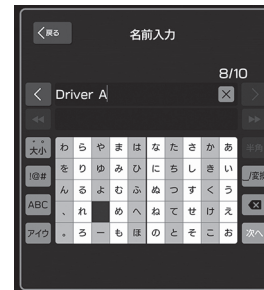 戻る 名前入力
8/10
Driver A
大小 わ ら や ま は な た さ か あ 半角
!@# を り ゆ み ひ に ち し き い _/変換
ん る よ む ふ ぬ つ す く う
ABC 、 れ め へ ね て せ け え
アイウ 。 ろ ー も ほ の と そ こ お 次へ